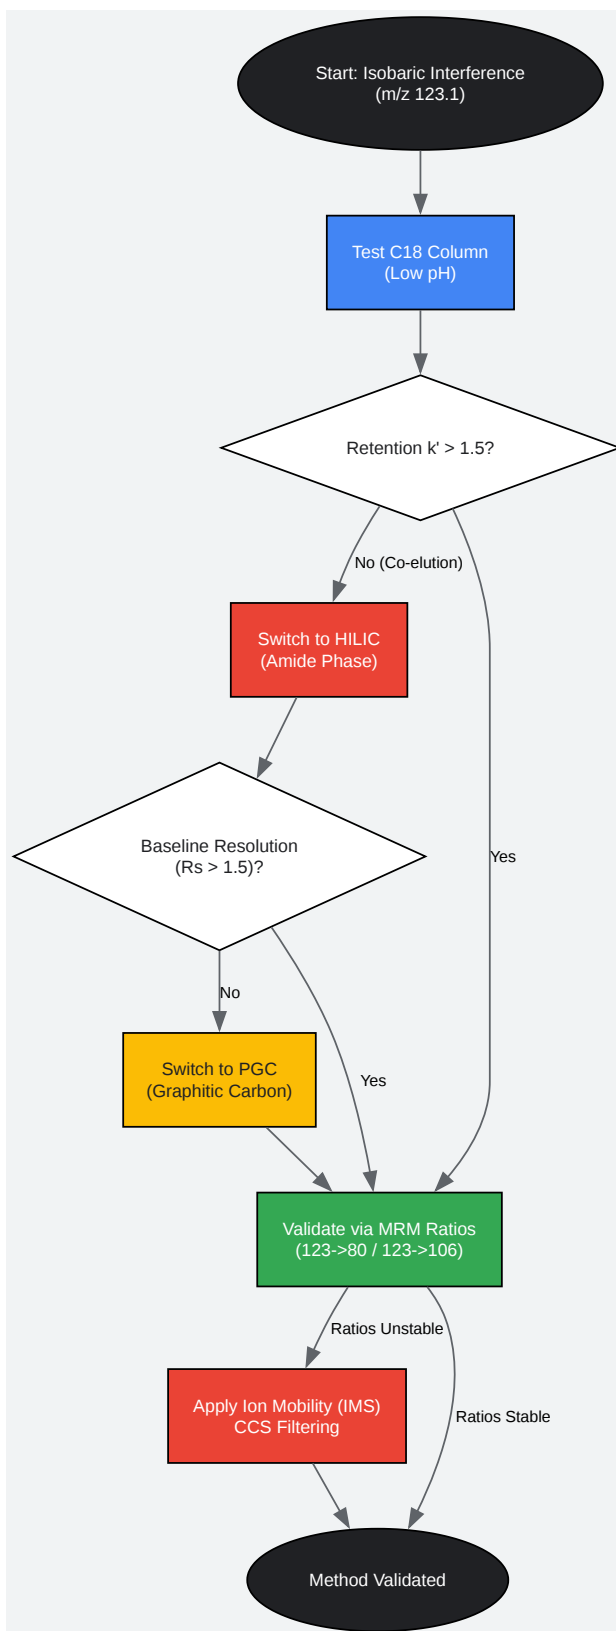 Start: Isobaric Interference
(m/z 123.1)
Test C18 Column
(Low pH)
Retention k' > 1.5?
No (Co-elution)
Switch to HILIC
(Amide Phase)
Baseline Resolution
(Rs > 1.5)?
Yes
No
Switch to PGC
(Graphitic Carbon)
Yes
Validate via MRM Ratios
(123->80 / 123->106)
Ratios Unstable
Apply Ion Mobility (IMS)
CCS Filtering
Ratios Stable
Method Validated